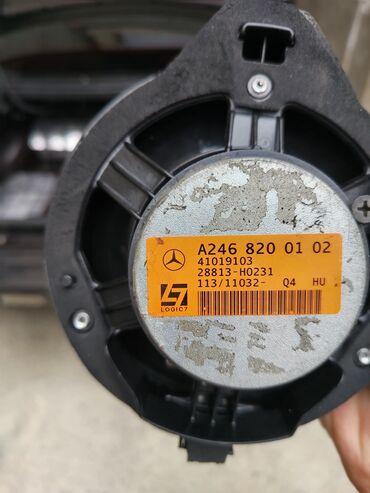 A246 820 01 02
41019103
28813-H0231
113/11032- Q4 HU
LOGIC7